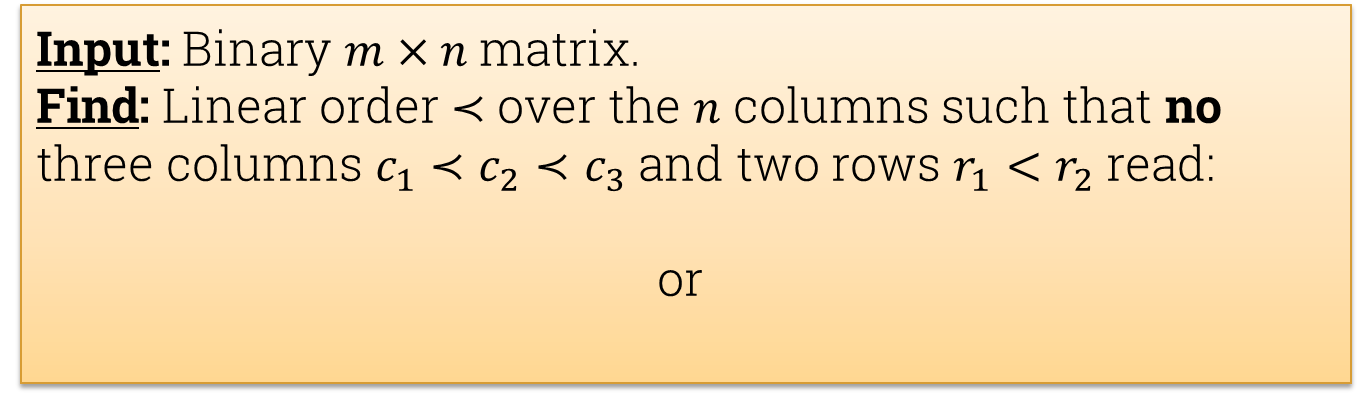 Input: Binary 𝑚 × 𝑛 matrix.
Find: Linear order ≺ over the 𝑛 columns such that no
three columns 𝑐₁ ≺ 𝑐₂ ≺ 𝑐₃ and two rows 𝑟₁ < 𝑟₂ read:
or